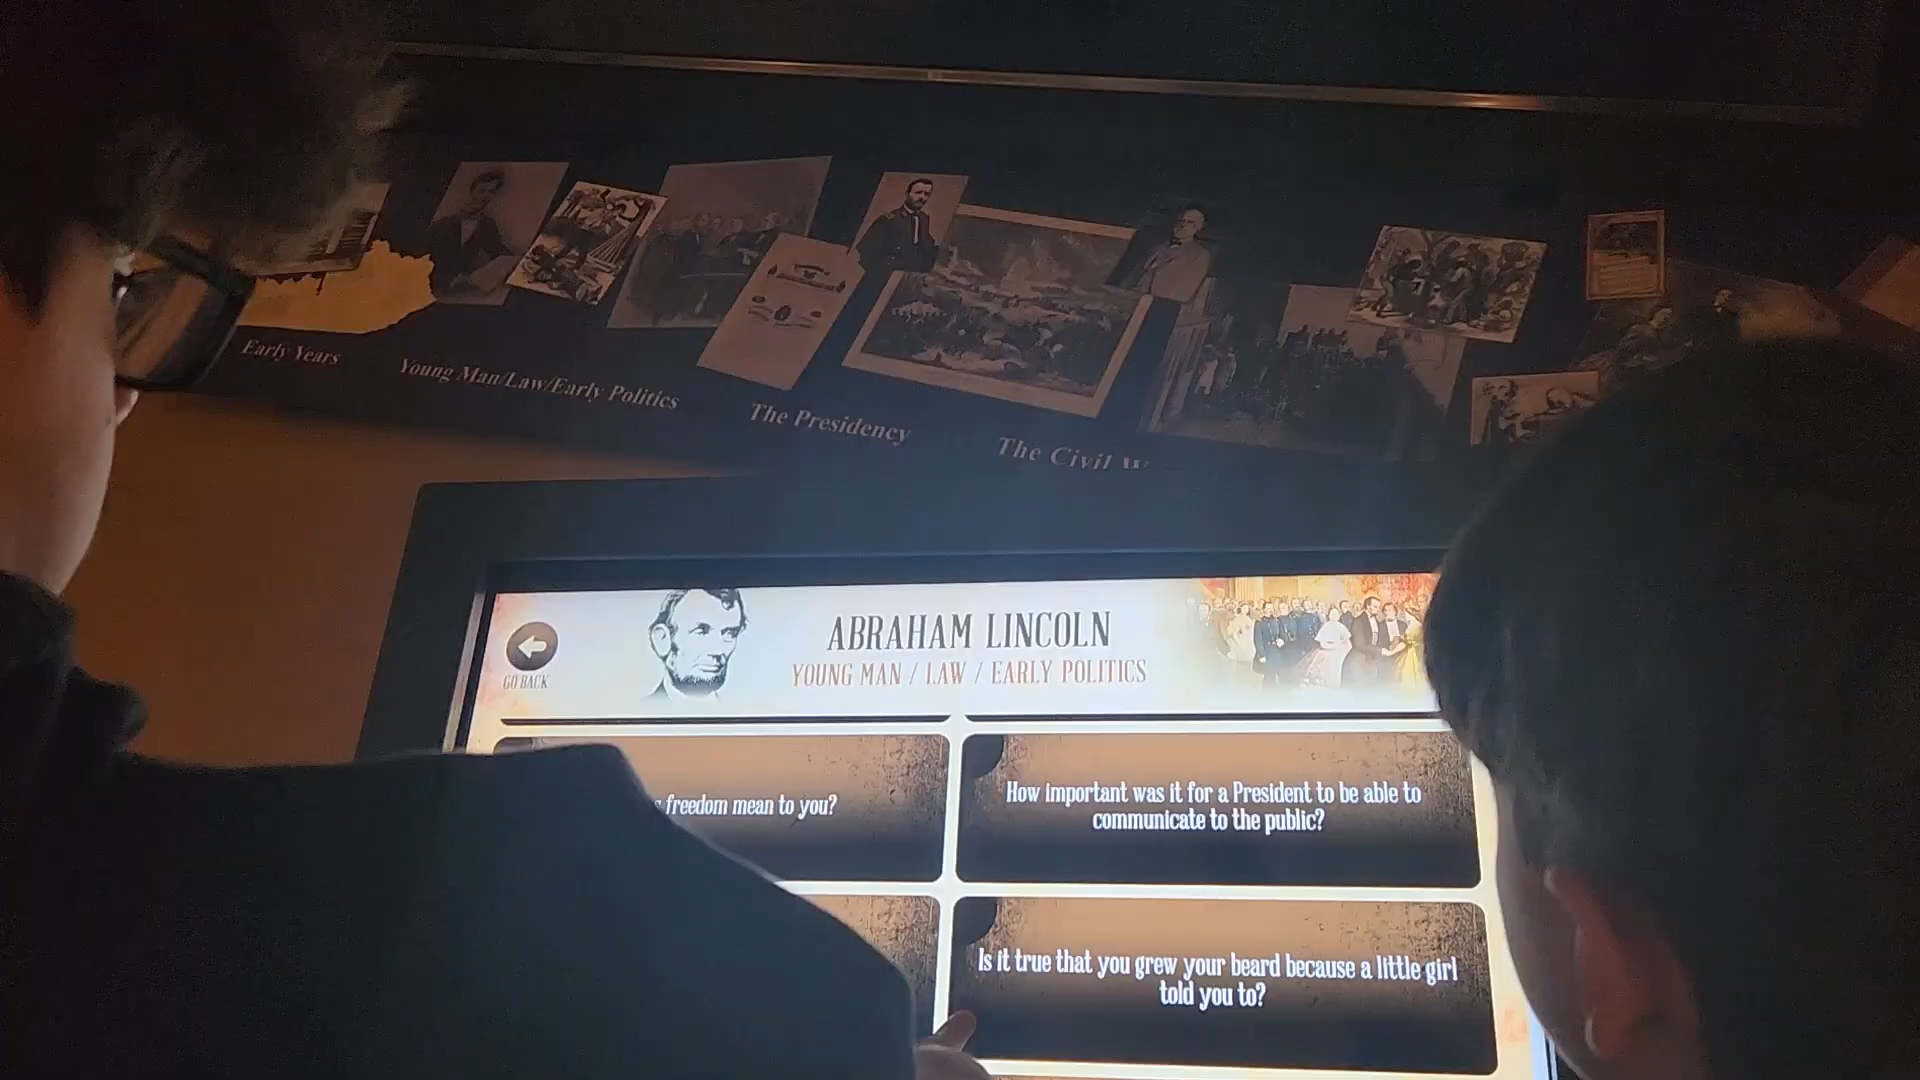 Early Years
Young Man/Law/Early Politics
The Presidency
The Civil
GO BACK
ABRAHAM LINCOLN
YOUNG MAN / LAW / EARLY POLITICS
freedom mean to you?
How important was it for a President to be able to
communicate to the public?
Is it true that you grew your beard because a little girl
told you to?